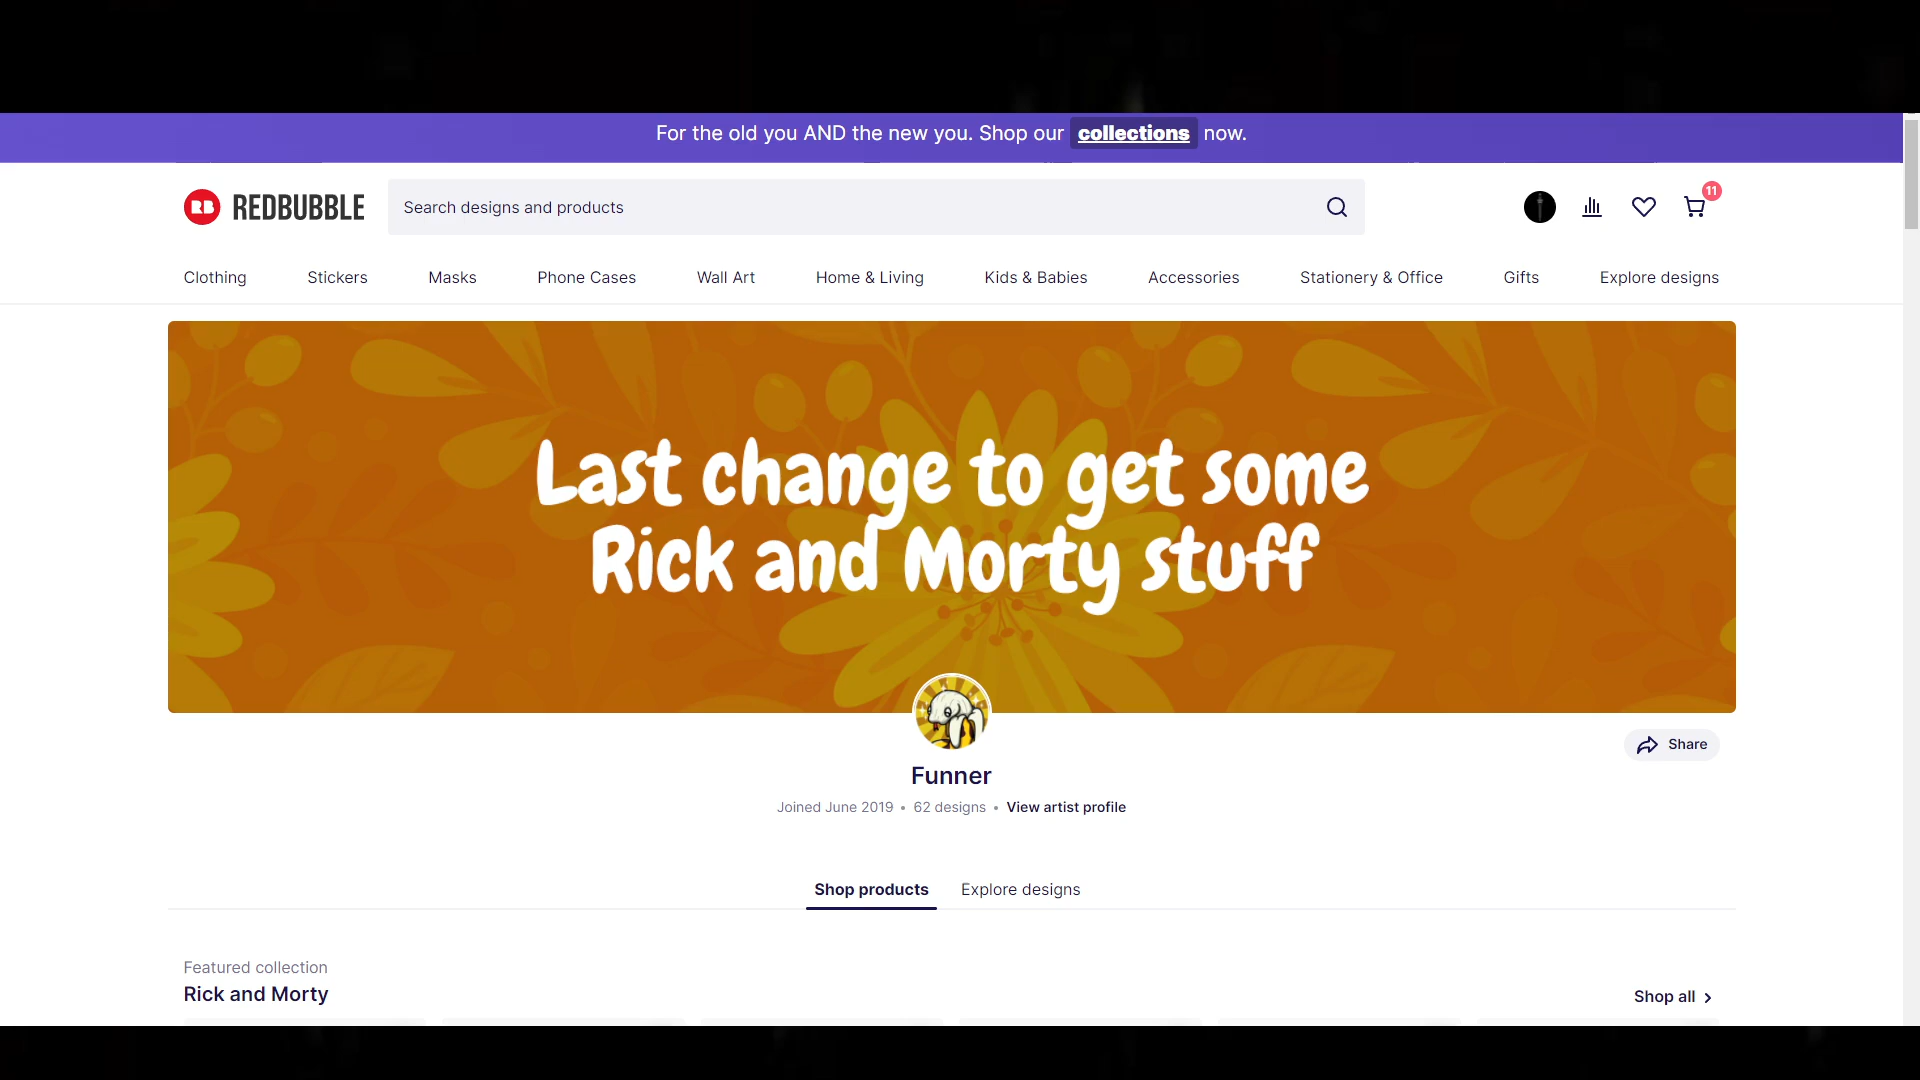 For the old you AND the new you. Shop our collections now.
RB REDBUBBLE
Search designs and products
11
Clothing Stickers Masks Phone Cases Wall Art Home & Living Kids & Babies Accessories Stationery & Office Gifts Explore designs
Last change to get some
Rick and Morty stuff
Share
Funner
Joined June 2019 • 62 designs • View artist profile
Shop products Explore designs
Featured collection
Rick and Morty
Shop all